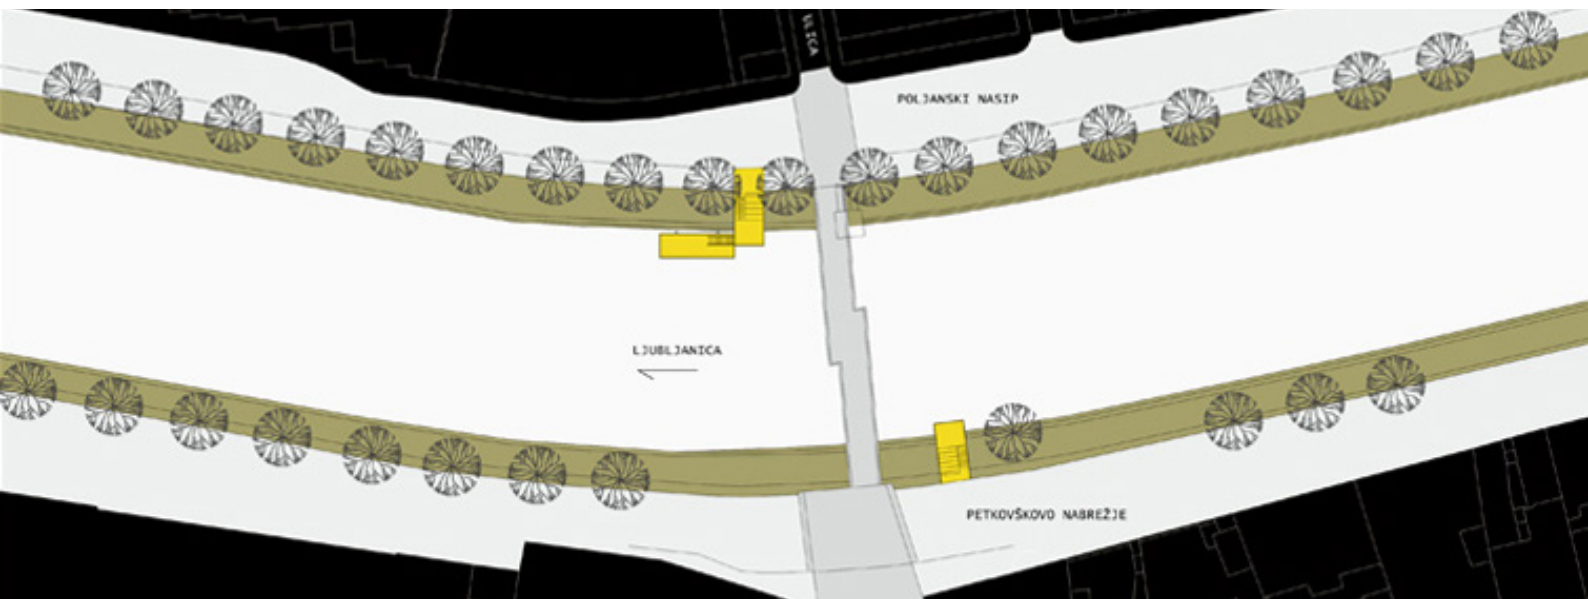 ULICA
POLJANSKI NASIP
LJUBLJANICA
PETKOVŠKOVO NABREŽJE